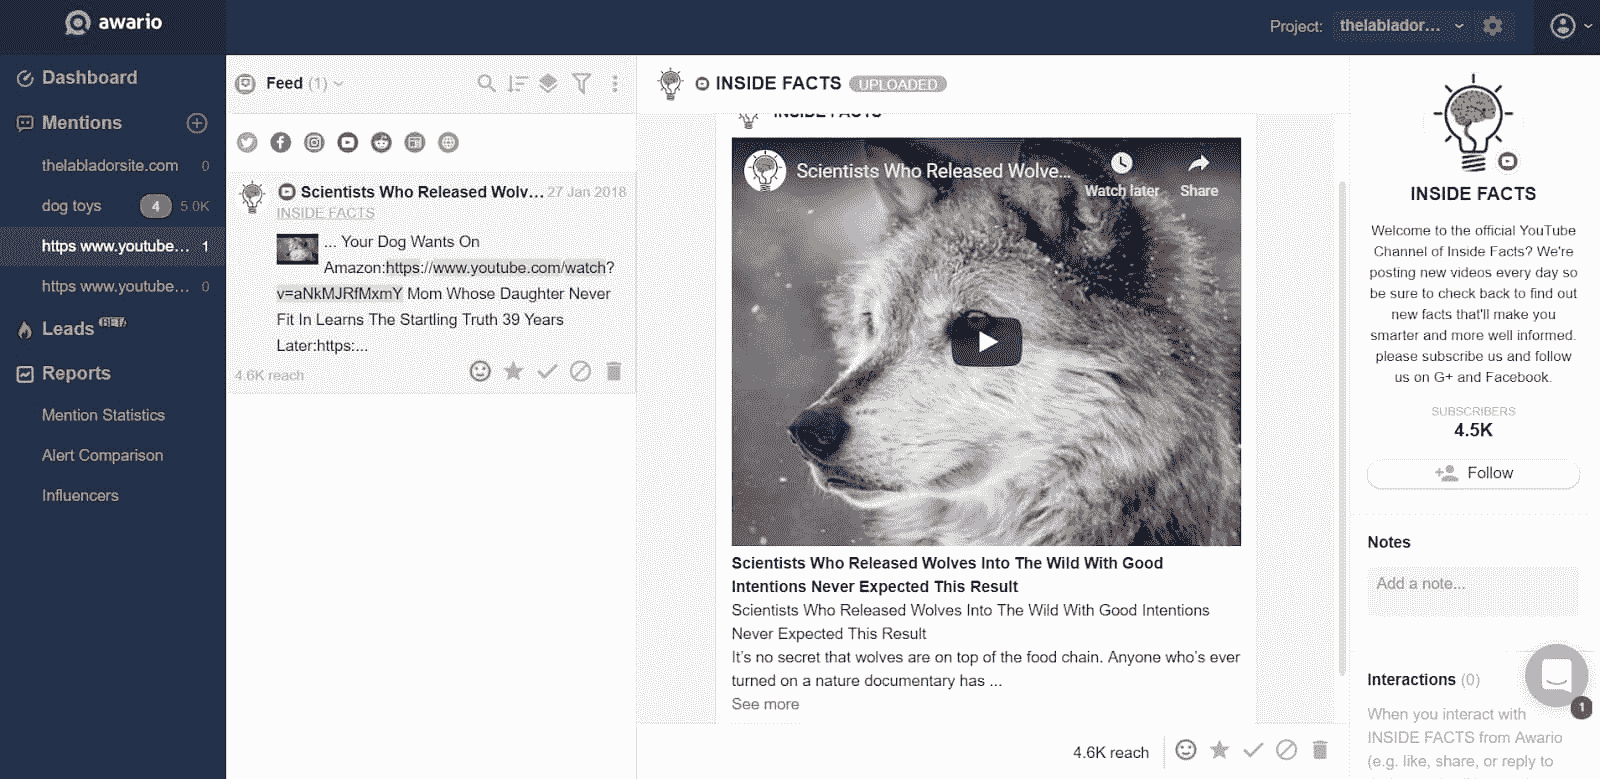 awario
Project: thelablador...
Dashboard
Mentions
thelabladorsite.com 0
dog toys 4 5.0K
https www.youtube... 1
https www.youtube... 0
Leads BETA
Reports
Mention Statistics
Alert Comparison
Influencers
Feed (1)
Scientists Who Released Wolv... 27 Jan 2018
INSIDE FACTS
... Your Dog Wants On
Amazon:https://www.youtube.com/watch?
v=aNkMJRfMxmY Mom Whose Daughter Never
Fit In Learns The Startling Truth 39 Years
Later:https:...
4.6K reach
INSIDE FACTS UPLOADED
INSIDE FACTS
Scientists Who Released Wolve...
Watch later Share
Scientists Who Released Wolves Into The Wild With Good
Intentions Never Expected This Result
Scientists Who Released Wolves Into The Wild With Good Intentions
Never Expected This Result
It's no secret that wolves are on top of the food chain. Anyone who's ever
turned on a nature documentary has ...
See more
4.6K reach
INSIDE FACTS
Welcome to the official YouTube
Channel of Inside Facts? We're
posting new videos every day so
be sure to check back to find out
new facts that'll make you
smarter and more well informed.
please subscribe us and follow
us on G+ and Facebook.
SUBSCRIBERS
4.5K
Follow
Notes
Add a note...
Interactions (0)
When you interact with
INSIDE FACTS from Awario
(e.g. like, share, or reply to
1